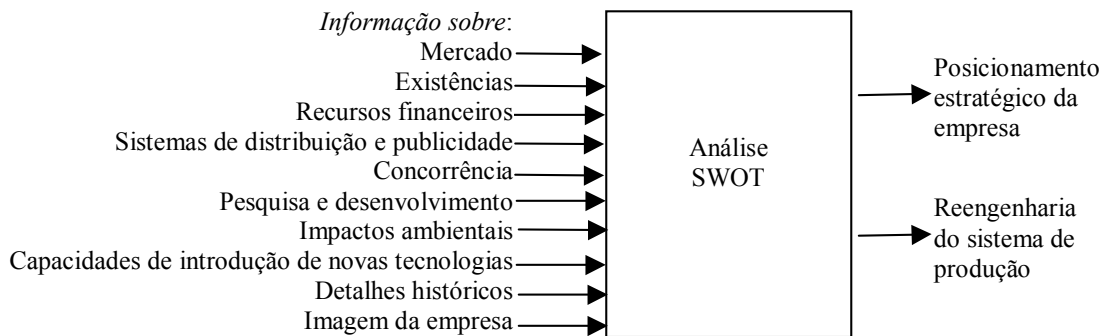 Informação sobre:
Mercado
Existências
Recursos financeiros
Sistemas de distribuição e publicidade
Concorrência
Pesquisa e desenvolvimento
Impactos ambientais
Capacidades de introdução de novas tecnologias
Detalhes históricos
Imagem da empresa
Análise
SWOT
Posicionamento
estratégico da
empresa
Reengenharia
do sistema de
produção